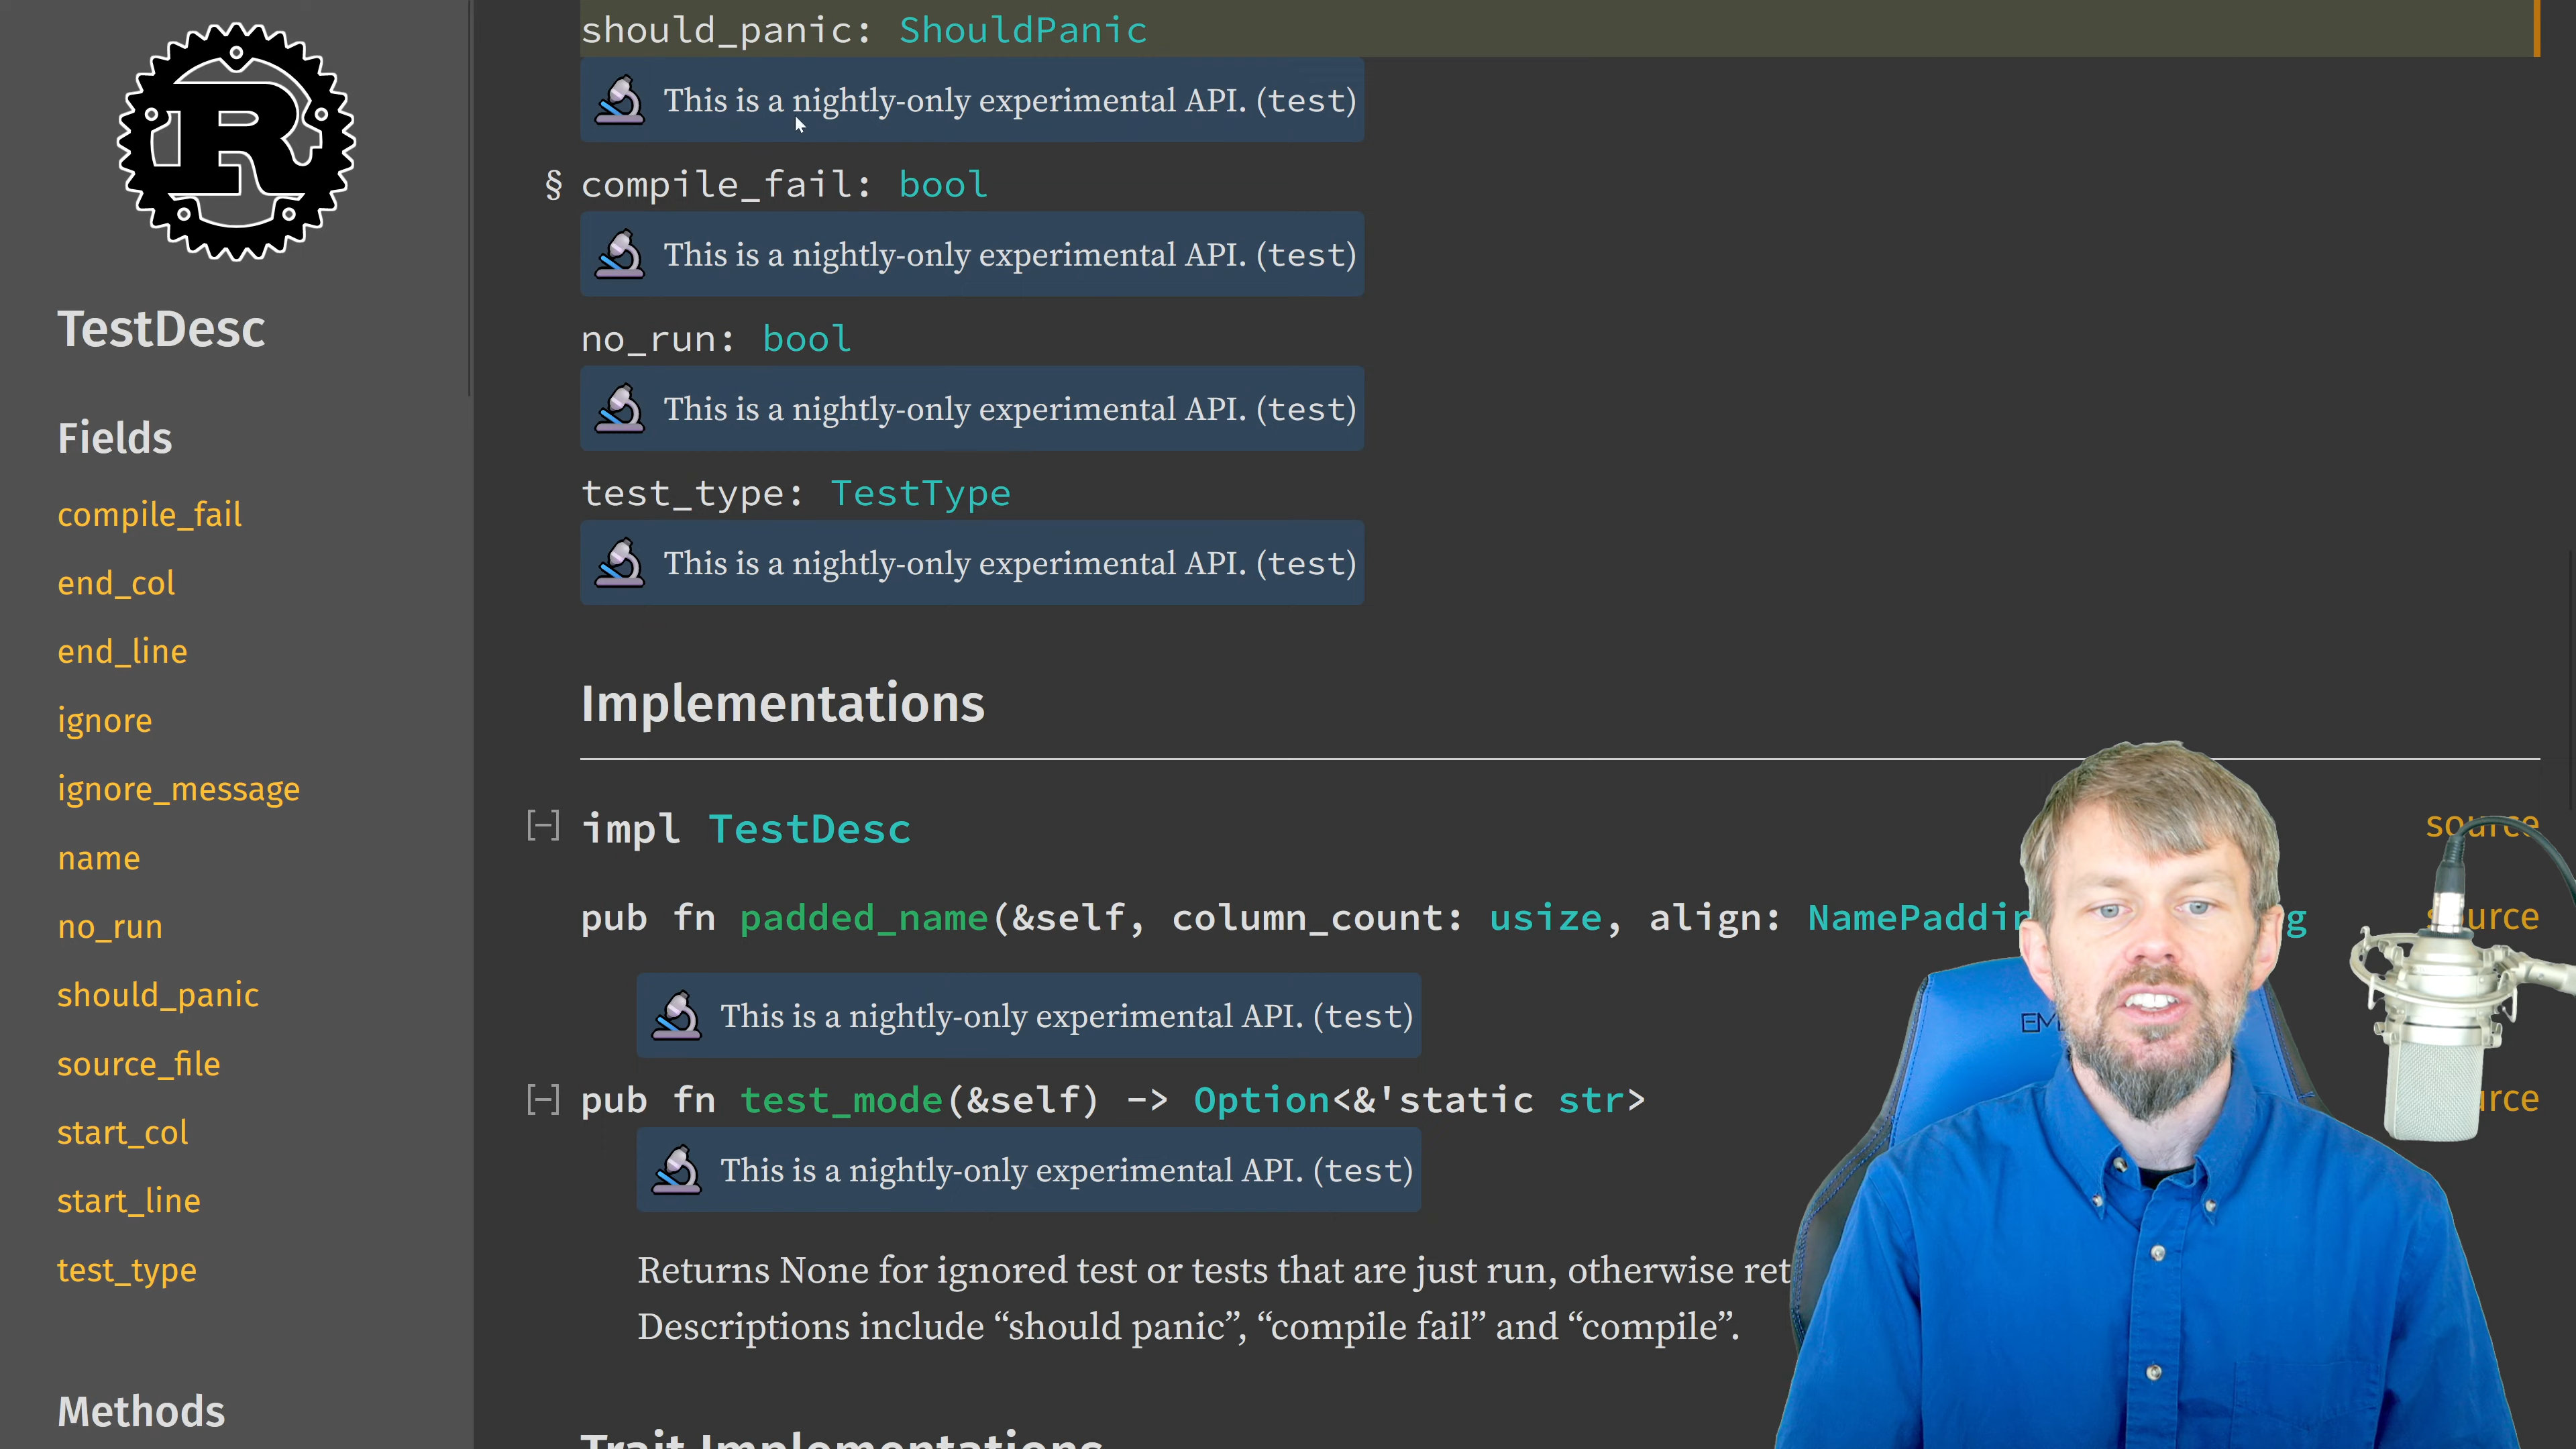 should_panic: ShouldPanic
This is a nightly-only experimental API. (test)
§ compile_fail: bool
This is a nightly-only experimental API. (test)
no_run: bool
This is a nightly-only experimental API. (test)
test_type: TestType
This is a nightly-only experimental API. (test)
Implementations
[-] impl TestDesc
source
pub fn padded_name(&self, column_count: usize, align:
This is a nightly-only experimental API. (test)
[-] pub fn test_mode(&self) -> Option<&'static str>
This is a nightly-only experimental API. (test)
Returns None for ignored test or tests that are just run, otherwise
Descriptions include “should panic”, “compile fail” and “compile”.
Trait Implementations
R
TestDesc
Fields
compile_fail
end_col
end_line
ignore
ignore_message
name
no_run
should_panic
source_file
start_col
start_line
test_type
Methods